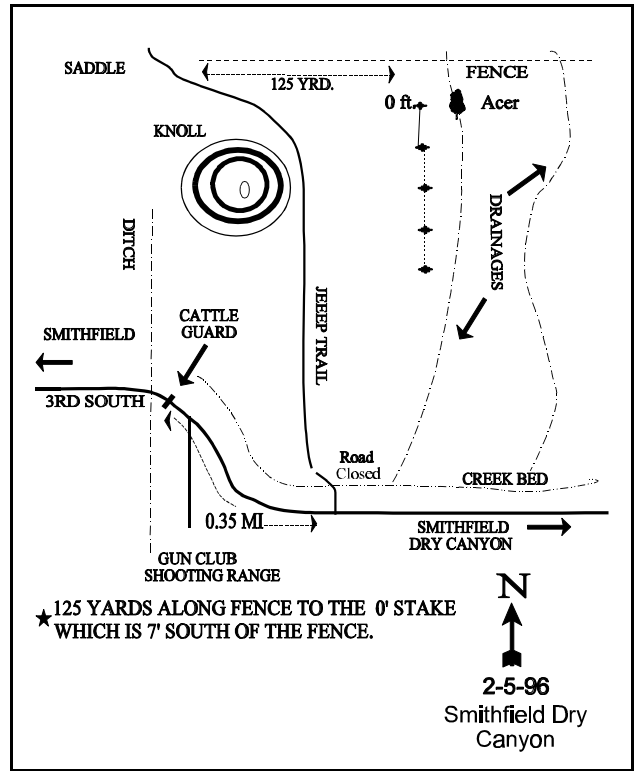 SADDLE
FENCE
125 YRD.
0 ft.
Acer
KNOLL
DRAINAGES
DITCH
JEEEP TRAIL
CATTLE
GUARD
SMITHFIELD
3RD SOUTH
Road
Closed
CREEK BED
0.35 MI
SMITHFIELD
DRY CANYON
GUN CLUB
SHOOTING RANGE
125 YARDS ALONG FENCE TO THE 0' STAKE
WHICH IS 7' SOUTH OF THE FENCE.
N
2-5-96
Smithfield Dry
Canyon